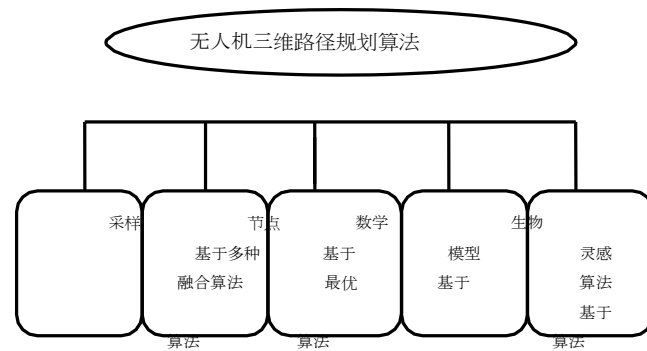 无人机三维路径规划算法
采样 节点 数学 生物
基于多种 基于 模型 灵感
融合算法 最优 基于 算法
基于
算法 算法 算法